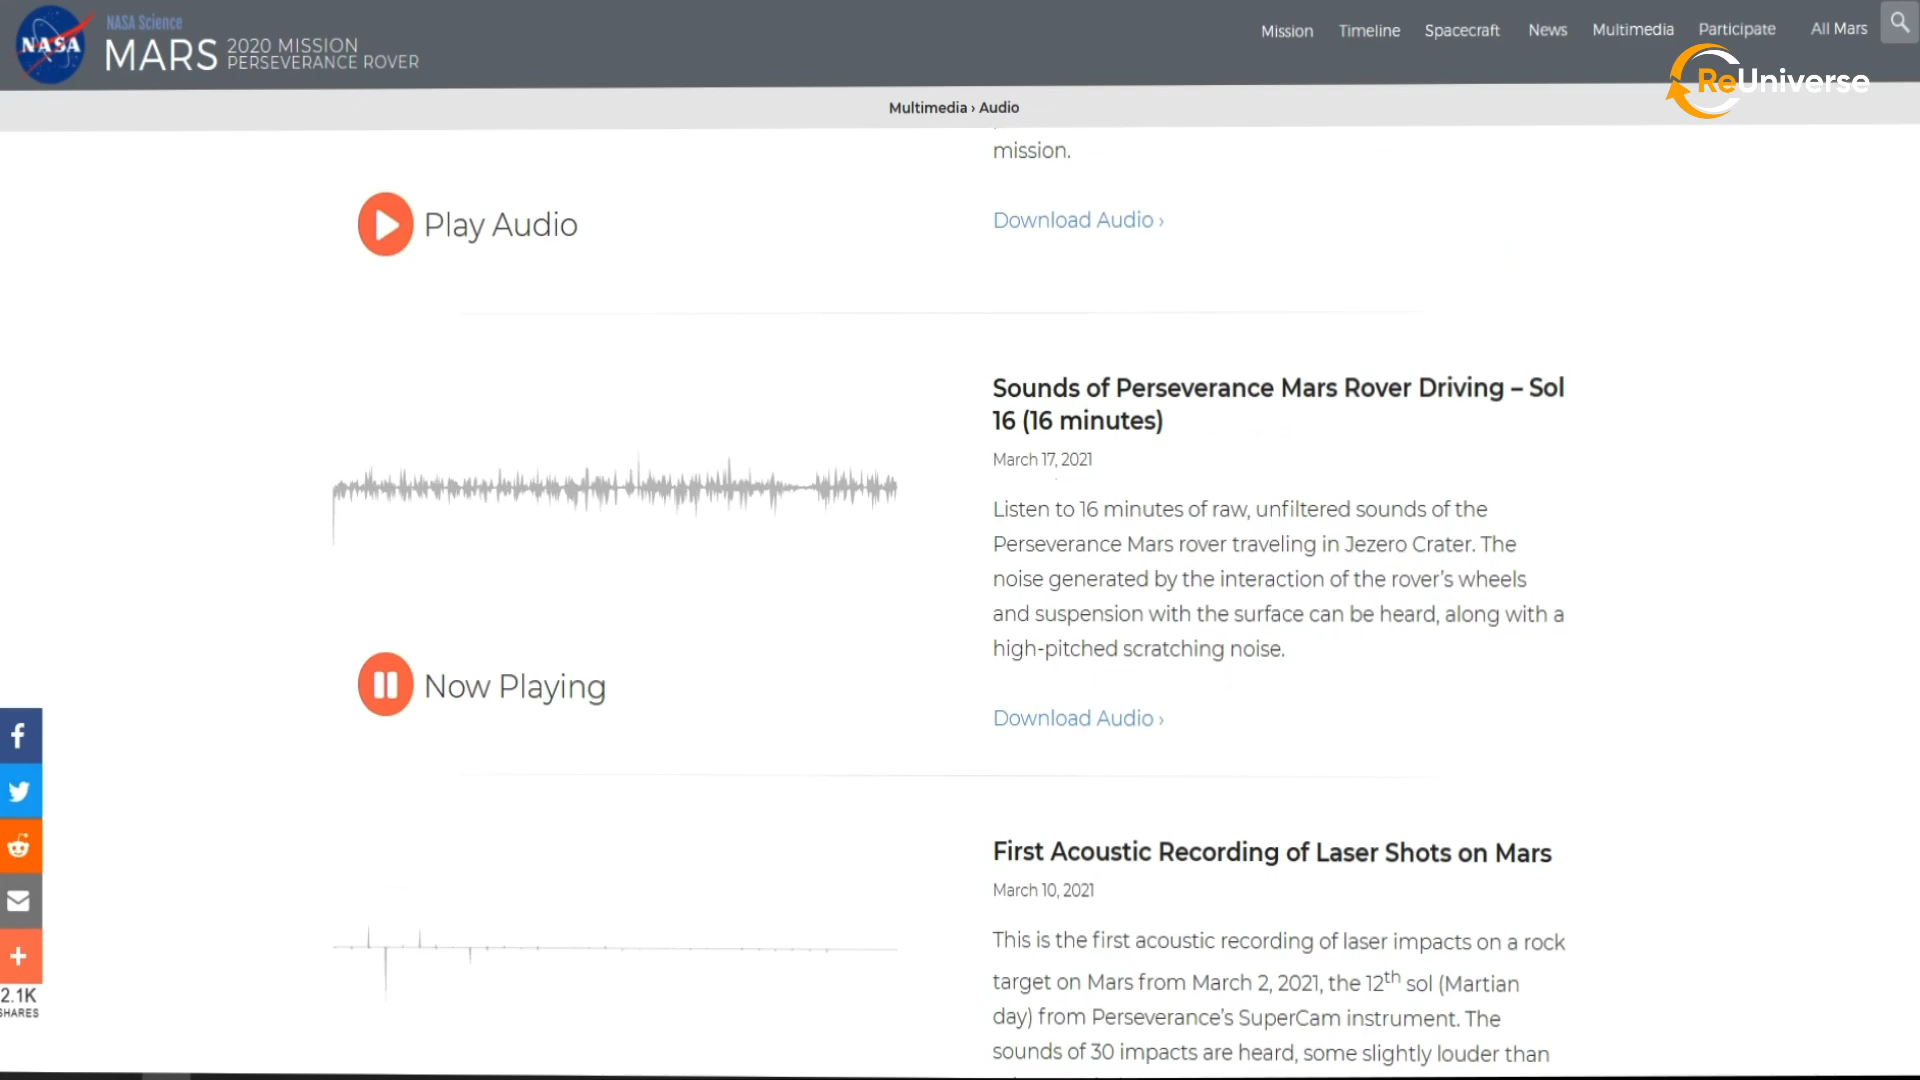 NASA
NASA Science
MARS 2020 MISSION
PERSEVERANCE ROVER
Mission Timeline Spacecraft News Multimedia Participate All Mars
ReUniverse
Multimedia › Audio
mission.
Play Audio
Download Audio ›
Sounds of Perseverance Mars Rover Driving – Sol
16 (16 minutes)
March 17, 2021
Listen to 16 minutes of raw, unfiltered sounds of the
Perseverance Mars rover traveling in Jezero Crater. The
noise generated by the interaction of the rover’s wheels
and suspension with the surface can be heard, along with a
high-pitched scratching noise.
Now Playing
Download Audio ›
First Acoustic Recording of Laser Shots on Mars
March 10, 2021
This is the first acoustic recording of laser impacts on a rock
target on Mars from March 2, 2021, the 12th sol (Martian
day) from Perseverance’s SuperCam instrument. The
sounds of 30 impacts are heard, some slightly louder than
2.1K
SHARES